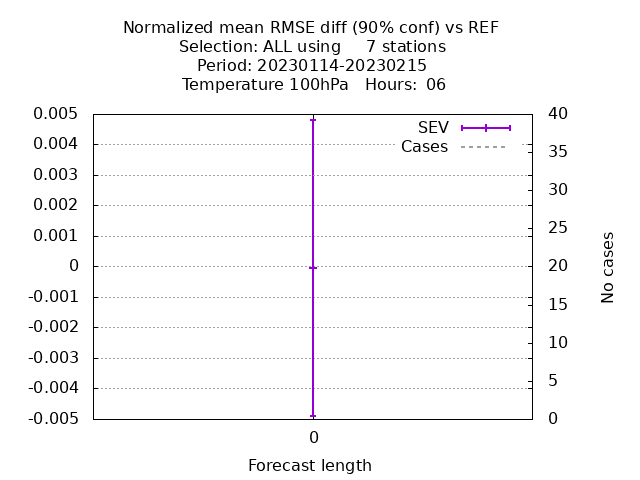 Normalized mean RMSE diff (90% conf) vs REF
Selection: ALL using     7 stations
Period: 20230114-20230215
Temperature 100hPa   Hours:  06
SEV
Cases
0.005
0.004
0.003
0.002
0.001
0
-0.001
-0.002
-0.003
-0.004
-0.005
40
35
30
25
20
15
10
5
0
No cases
0
Forecast length